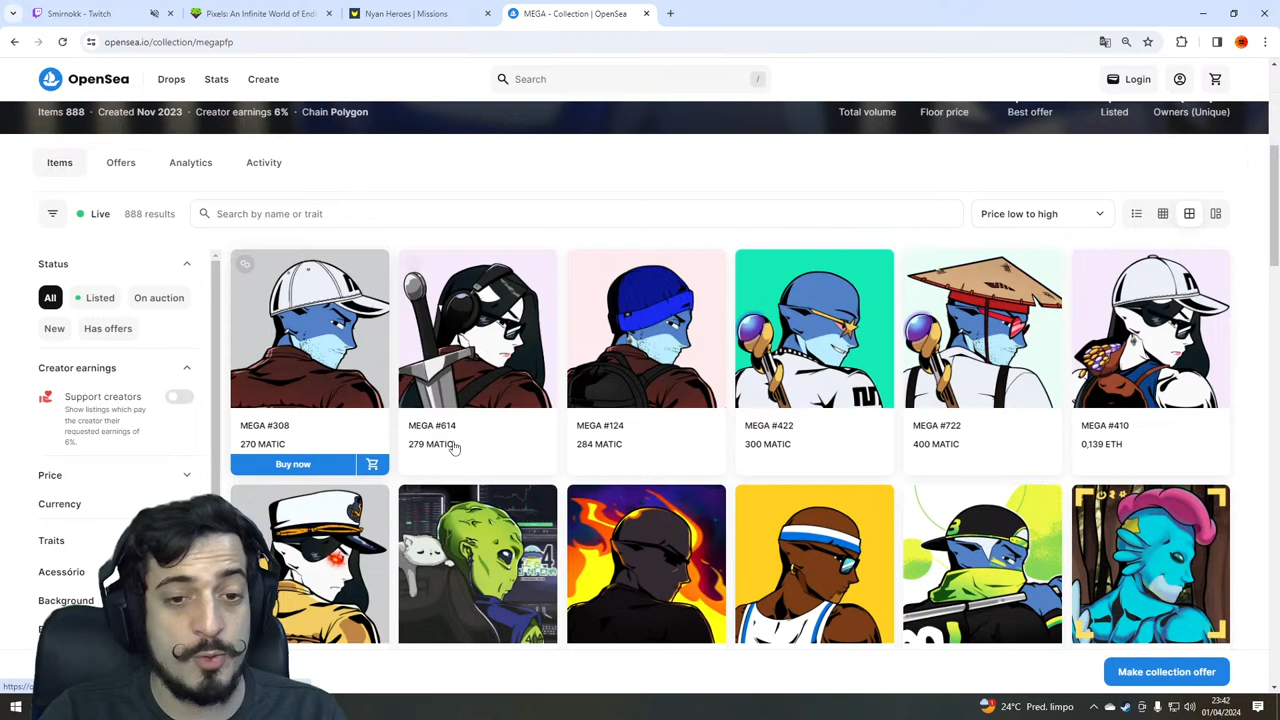 Smirnokk - Twitch
Pixels: An Infinite World of End
Nyan Heroes | Missions
MEGA - Collection | OpenSea
opensea.io/collection/megapfp
OpenSea
Drops
Stats
Create
Search
/
Login
Items 888 · Created Nov 2023 · Creator earnings 6% · Chain Polygon
Total volume
Floor price
Best offer
Listed
Owners (Unique)
Items
Offers
Analytics
Activity
Live
888 results
Search by name or trait
Price low to high
Status
All
Listed
On auction
New
Has offers
Creator earnings
Support creators
Show listings which pay
the creator their
requested earnings of
6%.
Price
Currency
Traits
Acessório
Background
MEGA #308
270 MATIC
Buy now
MEGA #614
279 MATIC
MEGA #124
284 MATIC
MEGA #422
300 MATIC
MEGA #722
400 MATIC
MEGA #410
0,139 ETH
Make collection offer
24°C Pred. limpo
23:42
01/04/2024